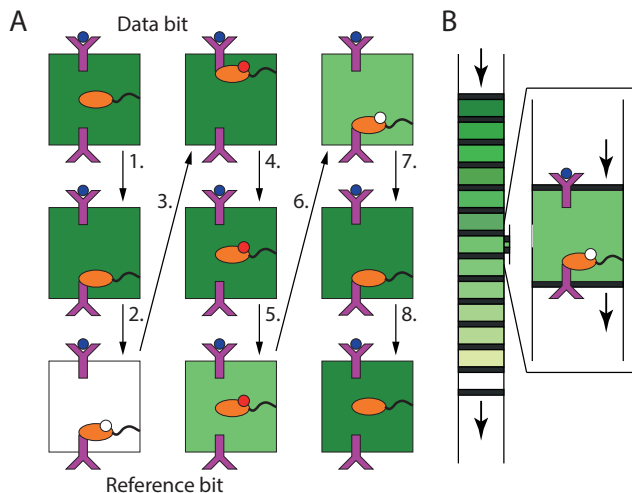 A
Data bit
B
1.
3.
4.
6.
7.
2.
5.
8.
Reference bit